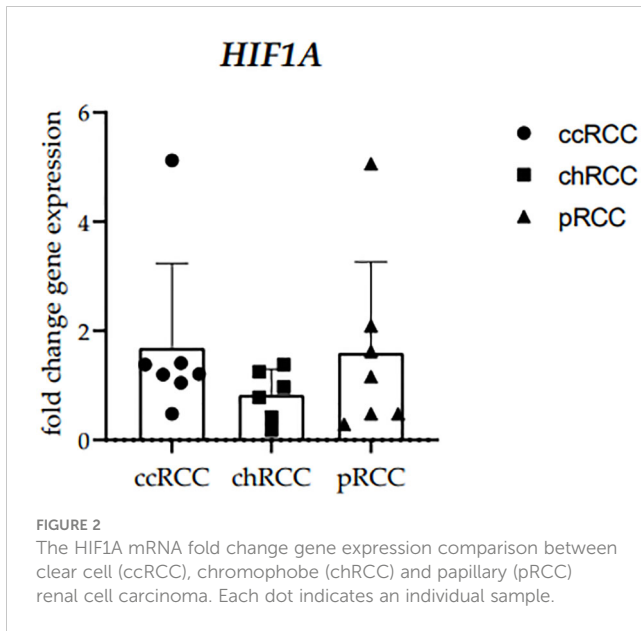 HIF1A
fold change gene expression
6
4
2
0
ccRCC
chRCC
pRCC
ccRCC chRCC pRCC
FIGURE 2
The HIF1A mRNA fold change gene expression comparison between
clear cell (ccRCC), chromophobe (chRCC) and papillary (pRCC)
renal cell carcinoma. Each dot indicates an individual sample.